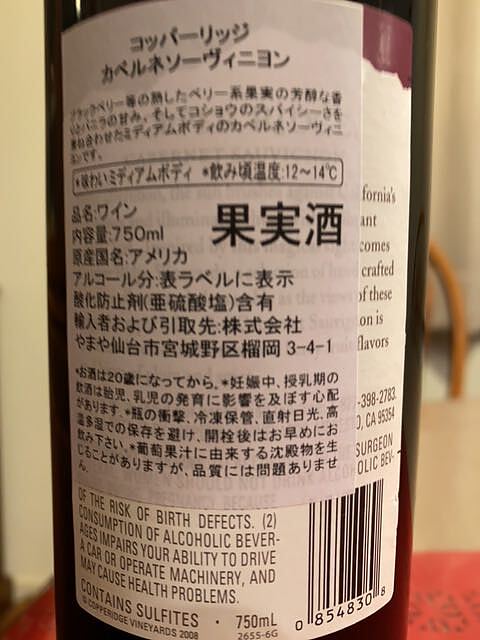 コッパーリッジ
カベルネソーヴィニヨン
ブラックベリー等の熟したベリー系果実の芳醇な香
りとバニラの甘み、そしてコショウのスパイシーさを
兼ね合わせたミディアムボディのカベルネソーヴィニ
ヨンです。
*味わいミディアムボディ *飲み頃温度:12~14℃
品名:ワイン
果実酒
内容量:750ml
原産国名:アメリカ
アルコール分:表ラベルに表示
酸化防止剤(亜硫酸塩)含有
輸入者および引取先:株式会社
やまや仙台市宮城野区榴岡 3-4-1
*お酒は20歳になってから。*妊娠中、授乳期の
飲酒は胎児、乳児の発育に影響を及ぼす心配
があります。*瓶の衝撃、冷凍保管、直射日光、高
温多湿での保存を避け、開栓後はお早めにお
飲み下さい。*葡萄果汁に由来する沈殿物を生
じることがありますが、品質には問題ありませ
ん。
fornia's
ant
comes
crafted
of these
is
flavors
-398-2783.
, CA 95354
SURGEON
OLIC BEV-
OF THE RISK OF BIRTH DEFECTS. (2)
CONSUMPTION OF ALCOHOLIC BEVER-
AGES IMPAIRS YOUR ABILITY TO DRIVE
A CAR OR OPERATE MACHINERY, AND
MAY CAUSE HEALTH PROBLEMS.
CONTAINS SULFITES · 750mL
© COPPERIDGE VINEYARDS 2008 2655-6G
0 854830 8